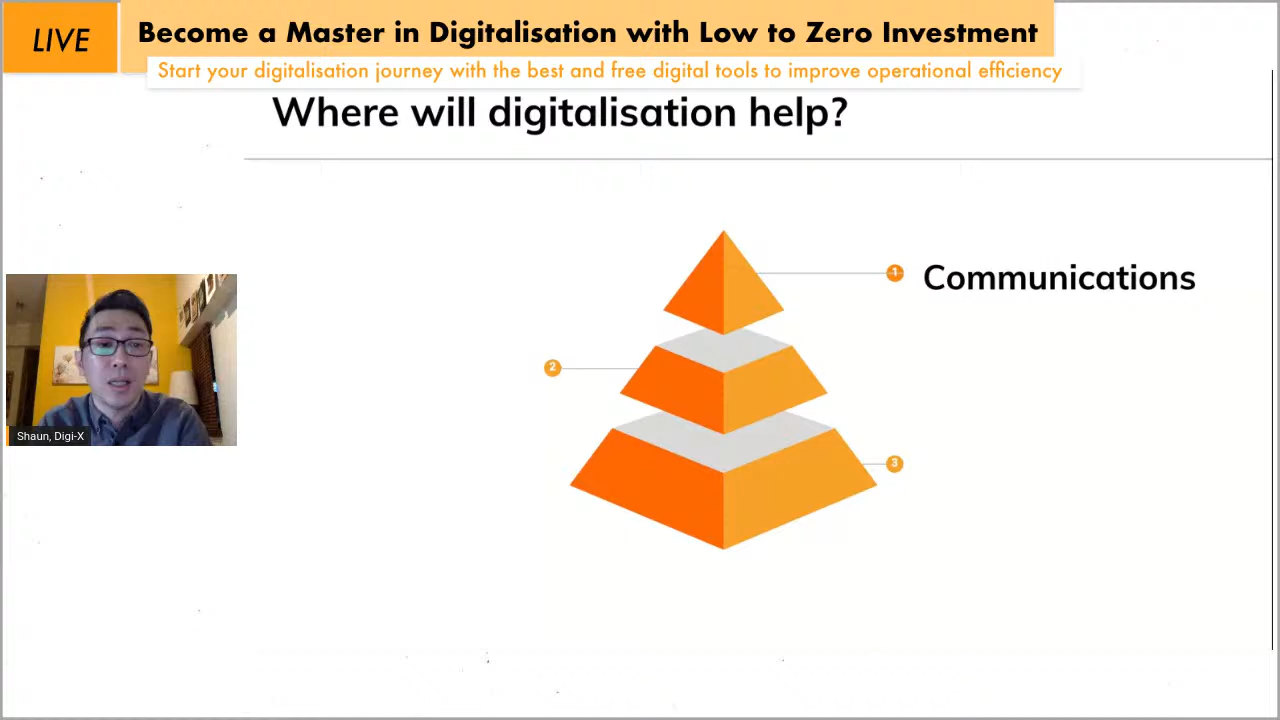 LIVE
Become a Master in Digitalisation with Low to Zero Investment
Start your digitalisation journey with the best and free digital tools to improve operational efficiency
Where will digitalisation help?
1
Communications
2
3
Shaun, Digi-X